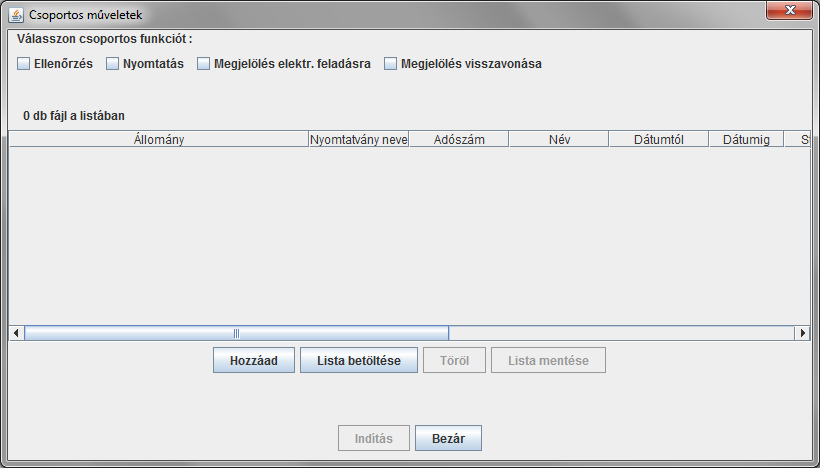 Csoportos műveletek
Válasszon csoportos funkciót :
Ellenőrzés Nyomtatás Megjelölés elektr. feladásra Megjelölés visszavonása
0 db fájl a listában
Állomány Nyomtatvány neve Adószám Név Dátumtól Dátumig
Hozzáad Lista betöltése Töröl Lista mentése
Indítás Bezár